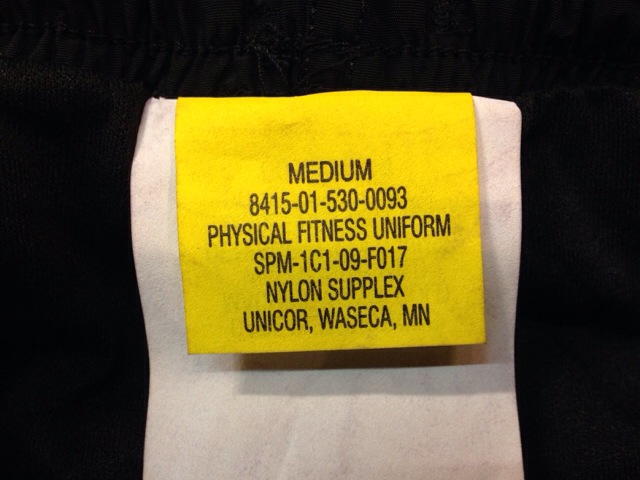 MEDIUM
8415-01-530-0093
PHYSICAL FITNESS UNIFORM
SPM-1C1-09-F017
NYLON SUPPLEX
UNICOR, WASECA, MN